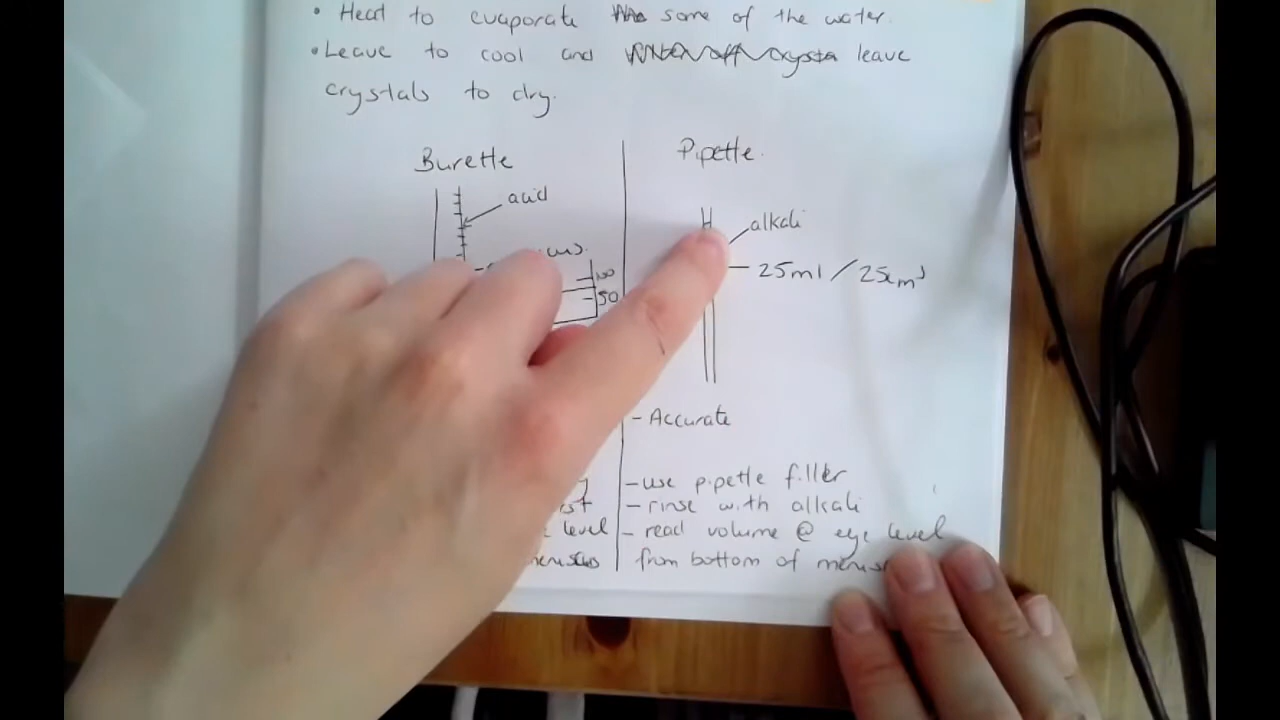 • Heat to evaporate some of the water.
• Leave to cool and leave
crystals to dry.
Burette
Pipette.
acid
alkali
25ml / 25cm³
100
50
- Accurate
- use pipette filler
- rinse with alkali
level
- read volume @ eye level
meniscus
from bottom of